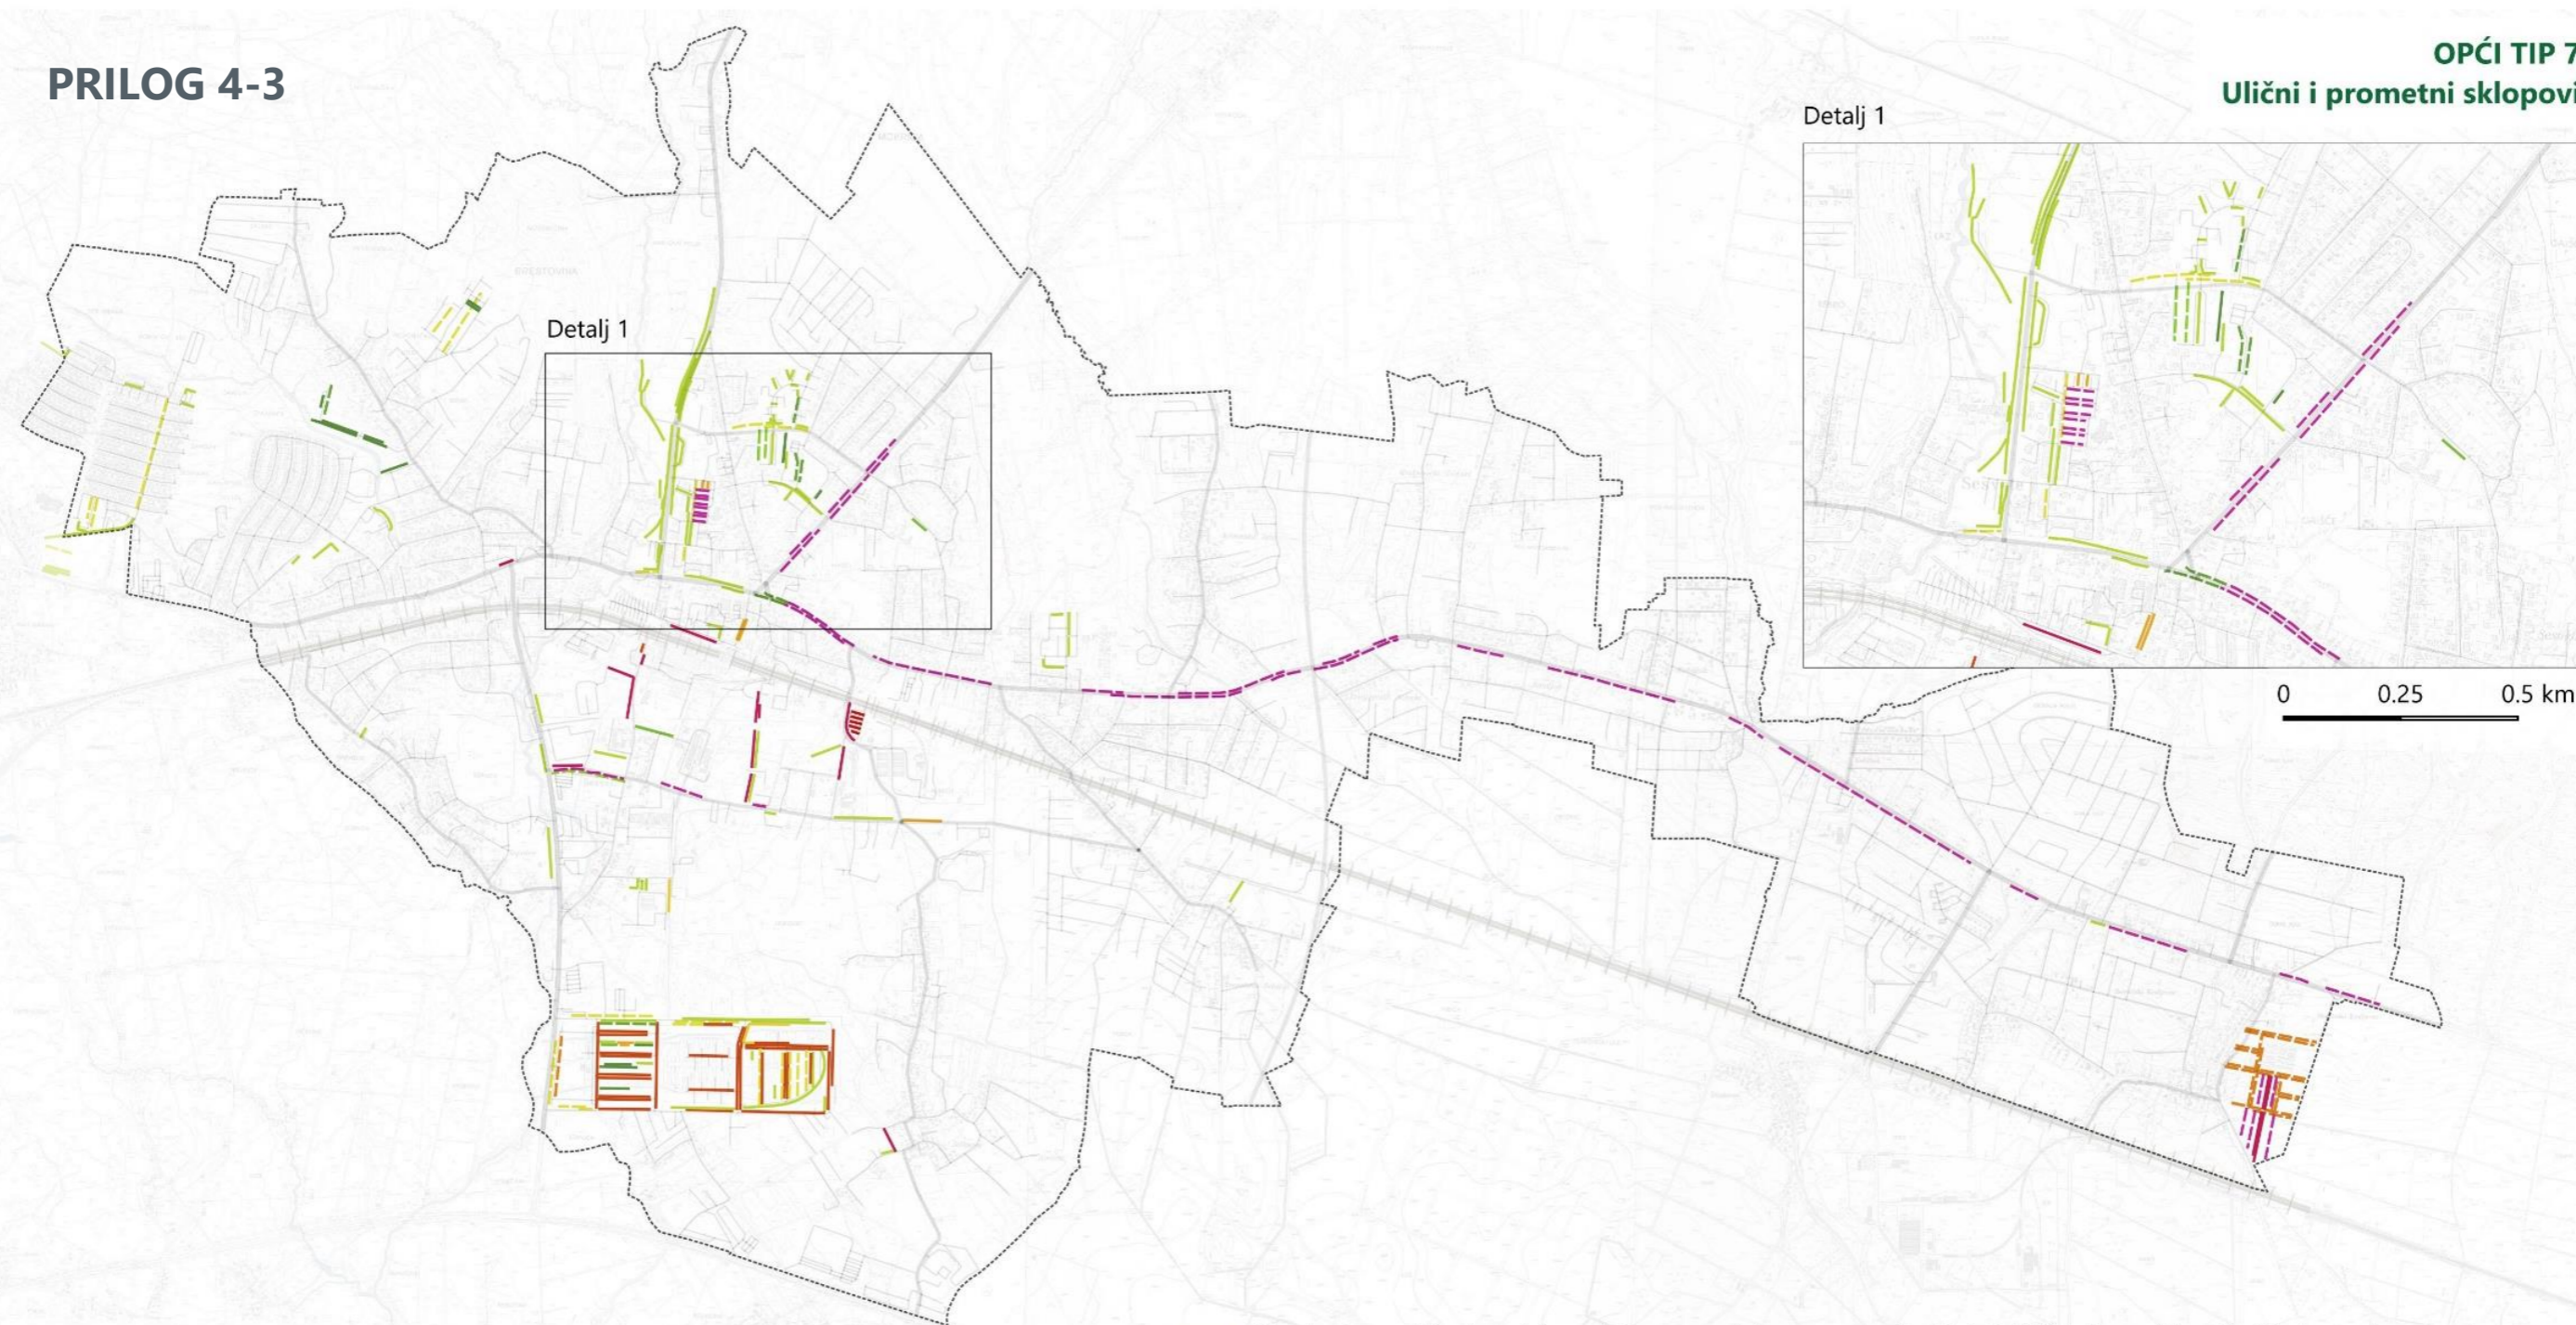 PRILOG 4-3
OPĆI TIP 7
Ulični i prometni sklopovi
Detalj 1
Detalj 1
0 0.25 0.5 km